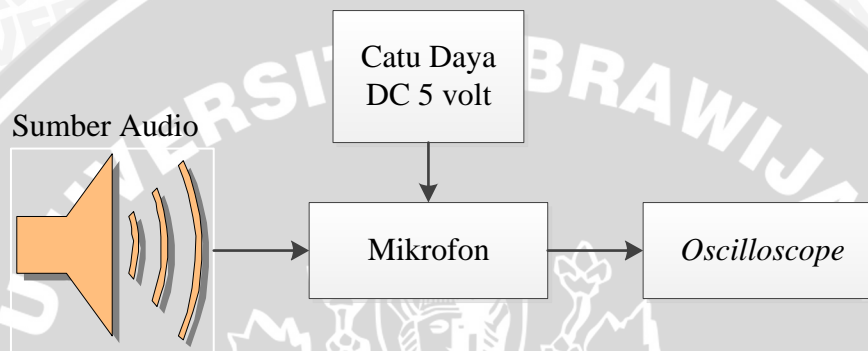 Catu Daya
DC 5 volt
Sumber Audio
Mikrofon
Oscilloscope